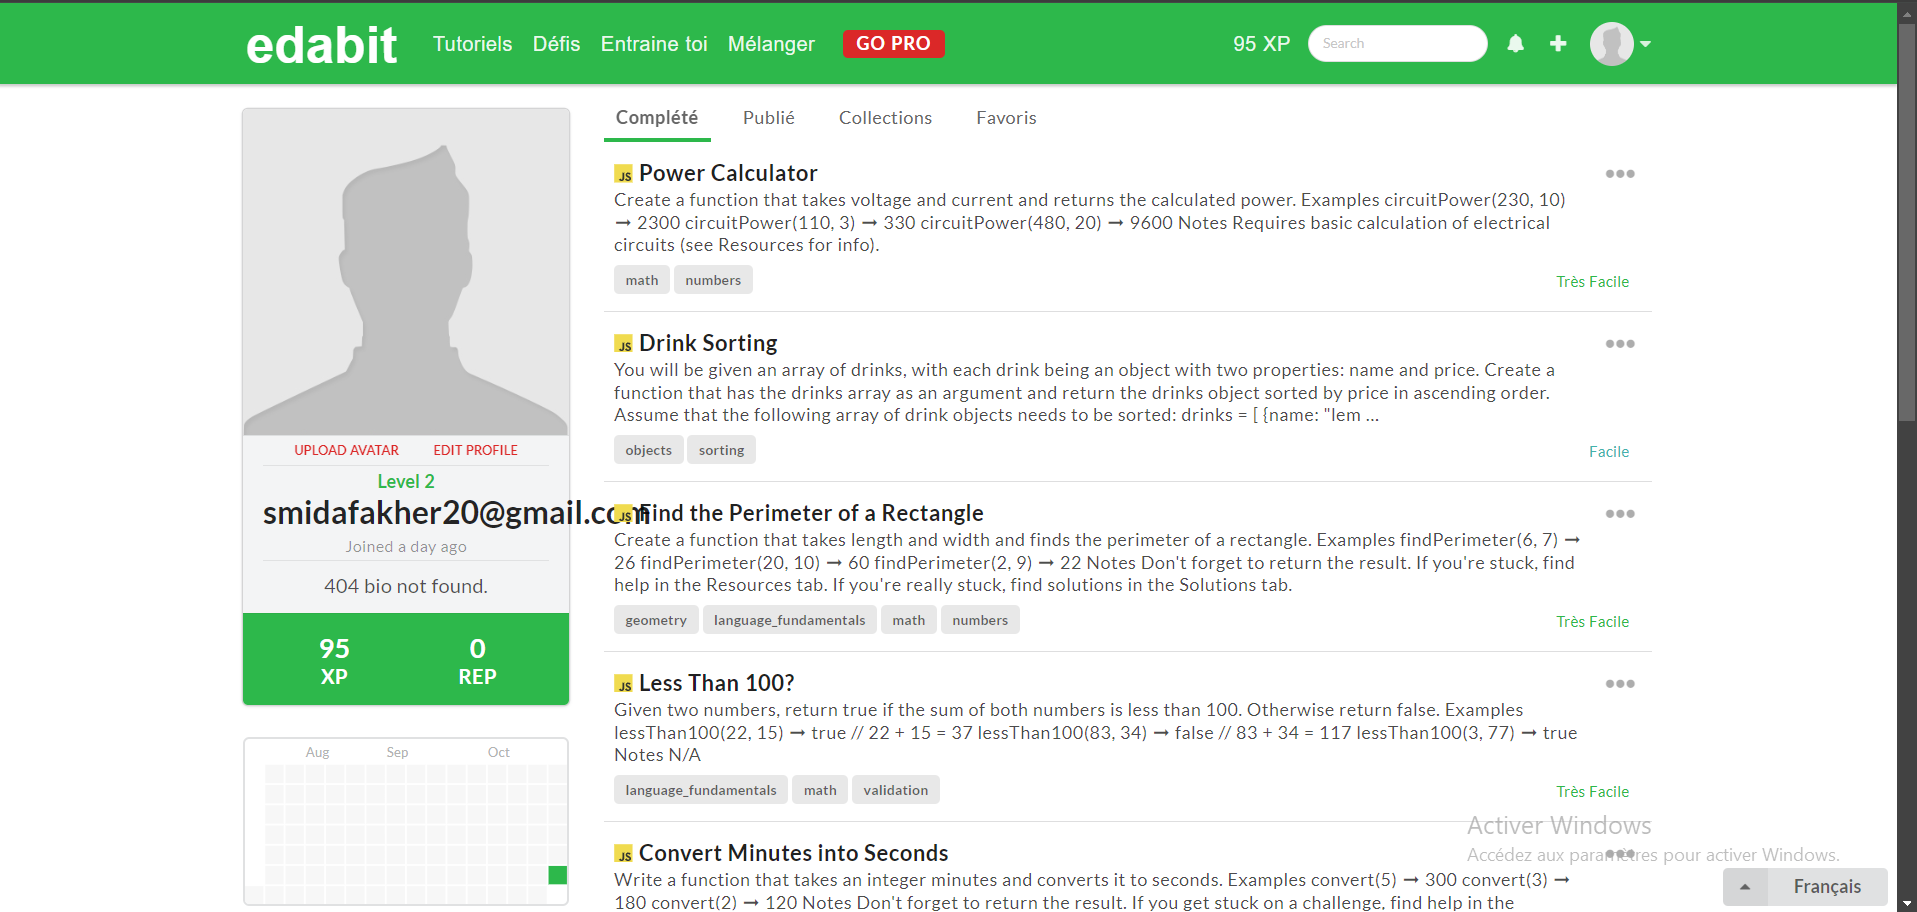 edabit Tutoriels Défis Entraine toi Mélanger GO PRO 95 XP Search
Complété Publié Collections Favoris
JS Power Calculator
Create a function that takes voltage and current and returns the calculated power. Examples circuitPower(230, 10)
→ 2300 circuitPower(110, 3) → 330 circuitPower(480, 20) → 9600 Notes Requires basic calculation of electrical
circuits (see Resources for info).
math numbers
Très Facile
JS Drink Sorting
You will be given an array of drinks, with each drink being an object with two properties: name and price. Create a
function that has the drinks array as an argument and return the drinks object sorted by price in ascending order.
Assume that the following array of drink objects needs to be sorted: drinks = [ {name: "lem ...
objects sorting
Facile
UPLOAD AVATAR EDIT PROFILE
Level 2
smidafakher20@gmail.com
Joined a day ago
404 bio not found.
95 0
XP REP
JS Find the Perimeter of a Rectangle
Create a function that takes length and width and finds the perimeter of a rectangle. Examples findPerimeter(6, 7) →
26 findPerimeter(20, 10) → 60 findPerimeter(2, 9) → 22 Notes Don't forget to return the result. If you're stuck, find
help in the Resources tab. If you're really stuck, find solutions in the Solutions tab.
geometry language_fundamentals math numbers
Très Facile
JS Less Than 100?
Given two numbers, return true if the sum of both numbers is less than 100. Otherwise return false. Examples
lessThan100(22, 15) → true // 22 + 15 = 37 lessThan100(83, 34) → false // 83 + 34 = 117 lessThan100(3, 77) → true
Notes N/A
language_fundamentals math validation
Très Facile
Aug Sep Oct
JS Convert Minutes into Seconds
Write a function that takes an integer minutes and converts it to seconds. Examples convert(5) → 300 convert(3) →
180 convert(2) → 120 Notes Don't forget to return the result. If you get stuck on a challenge, find help in the
Activer Windows
Accédez aux paramètres pour activer Windows.
Français